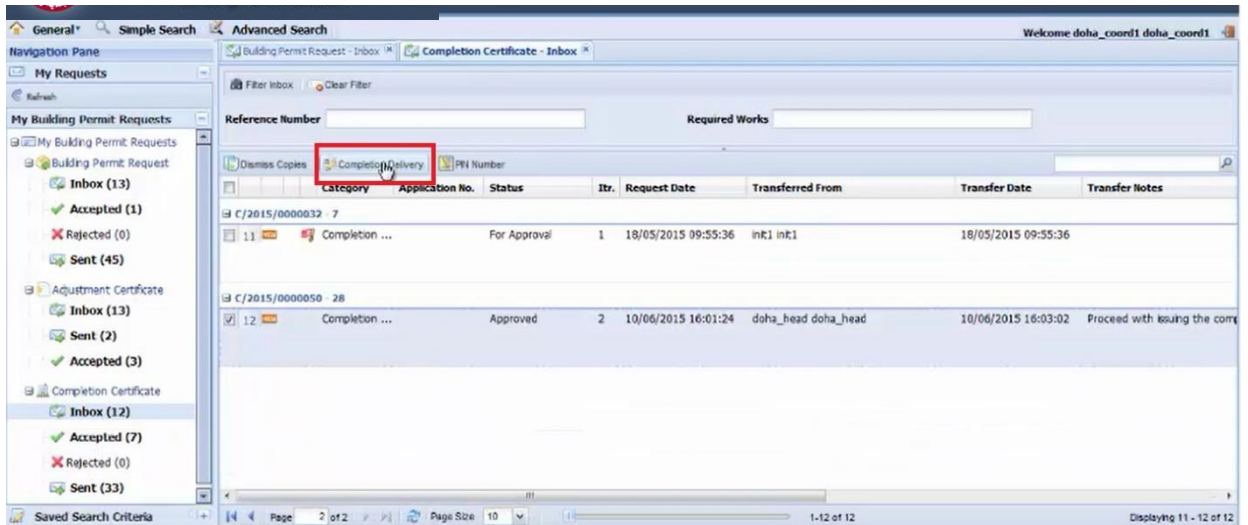 General Simple Search Advanced Search Welcome doha_coord1 doha_coord1
Navigation Pane
Building Permit Request - Inbox Completion Certificate - Inbox
My Requests
Refresh
Filter Inbox Clear Filter
My Building Permit Requests
Reference Number Required Works
My Building Permit Requests
Building Permit Request
Inbox (13)
Accepted (1)
Rejected (0)
Sent (45)
Adjustment Certificate
Inbox (13)
Sent (2)
Accepted (3)
Completion Certificate
Inbox (12)
Accepted (7)
Rejected (0)
Sent (33)
Saved Search Criteria
Dismiss Copies Completion Delivery PIN Number
Category Application No. Status Itr. Request Date Transferred From Transfer Date Transfer Notes
C/2015/0000032 - 7
11 Completion ... For Approval 1 18/05/2015 09:55:36 init1 init1 18/05/2015 09:55:36
C/2015/0000050 - 28
12 Completion ... Approved 2 10/06/2015 16:01:24 doha_head doha_head 10/06/2015 16:03:02 Proceed with issuing the
Page 2 of 2 Page Size 10 1-12 of 12 Displaying 11 - 12 of 12